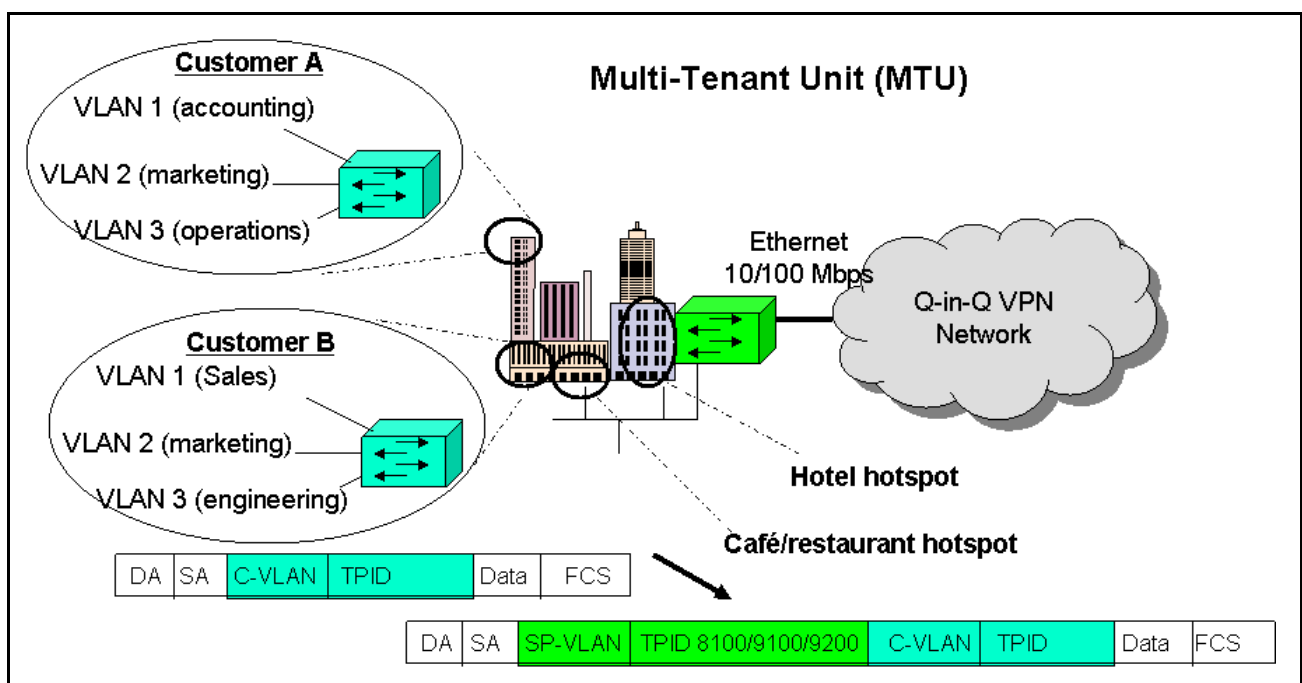 Customer A
VLAN 1 (accounting)
VLAN 2 (marketing)
VLAN 3 (operations)
Multi-Tenant Unit (MTU)
Ethernet
10/100 Mbps
Q-in-Q VPN
Network
Customer B
VLAN 1 (Sales)
VLAN 2 (marketing)
VLAN 3 (engineering)
Hotel hotspot
Café/restaurant hotspot
DA SA C-VLAN TPID Data FCS
DA SA SP-VLAN TPID 8100/9100/9200 C-VLAN TPID Data FCS